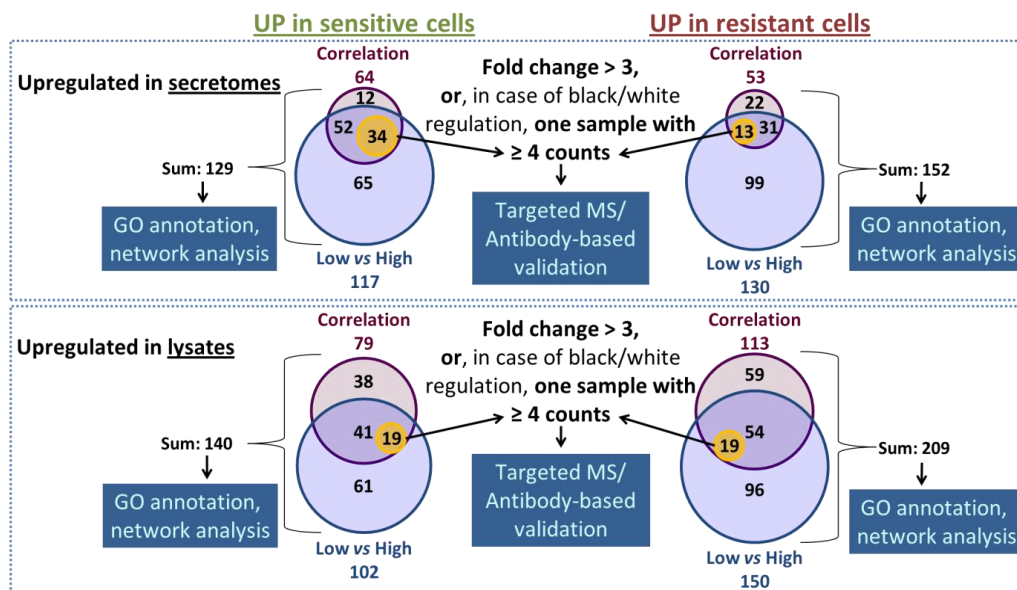 UP in sensitive cells
UP in resistant cells
Upregulated in secretomes
Correlation
64
12
52
34
65
Low vs High
117
Sum: 129
GO annotation,
network analysis
Fold change > 3,
or, in case of black/white
regulation, one sample with
≥ 4 counts
Targeted MS/
Antibody-based
validation
Correlation
53
22
13
31
99
Low vs High
130
Sum: 152
GO annotation,
network analysis
Upregulated in lysates
Correlation
79
38
41
19
61
Low vs High
102
Sum: 140
GO annotation,
network analysis
Fold change > 3,
or, in case of black/white
regulation, one sample with
≥ 4 counts
Targeted MS/
Antibody-based
validation
Correlation
113
59
54
19
96
Low vs High
150
Sum: 209
GO annotation,
network analysis